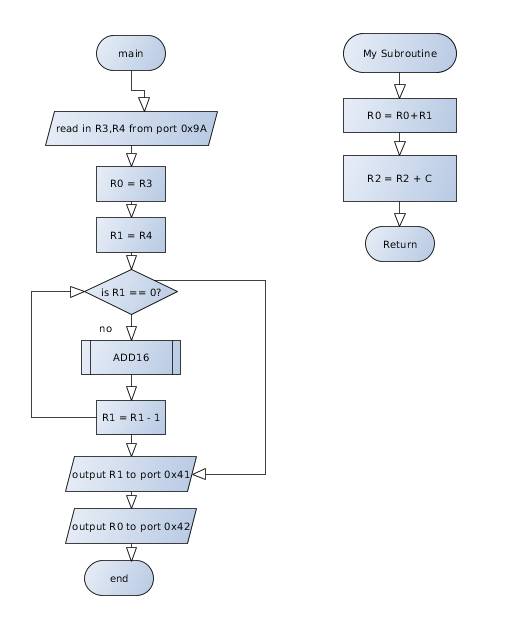 main
read in R3,R4 from port 0x9A
R0 = R3
R1 = R4
is R1 == 0?
no
ADD16
R1 = R1 - 1
output R1 to port 0x41
output R0 to port 0x42
end
My Subroutine
R0 = R0+R1
R2 = R2 + C
Return